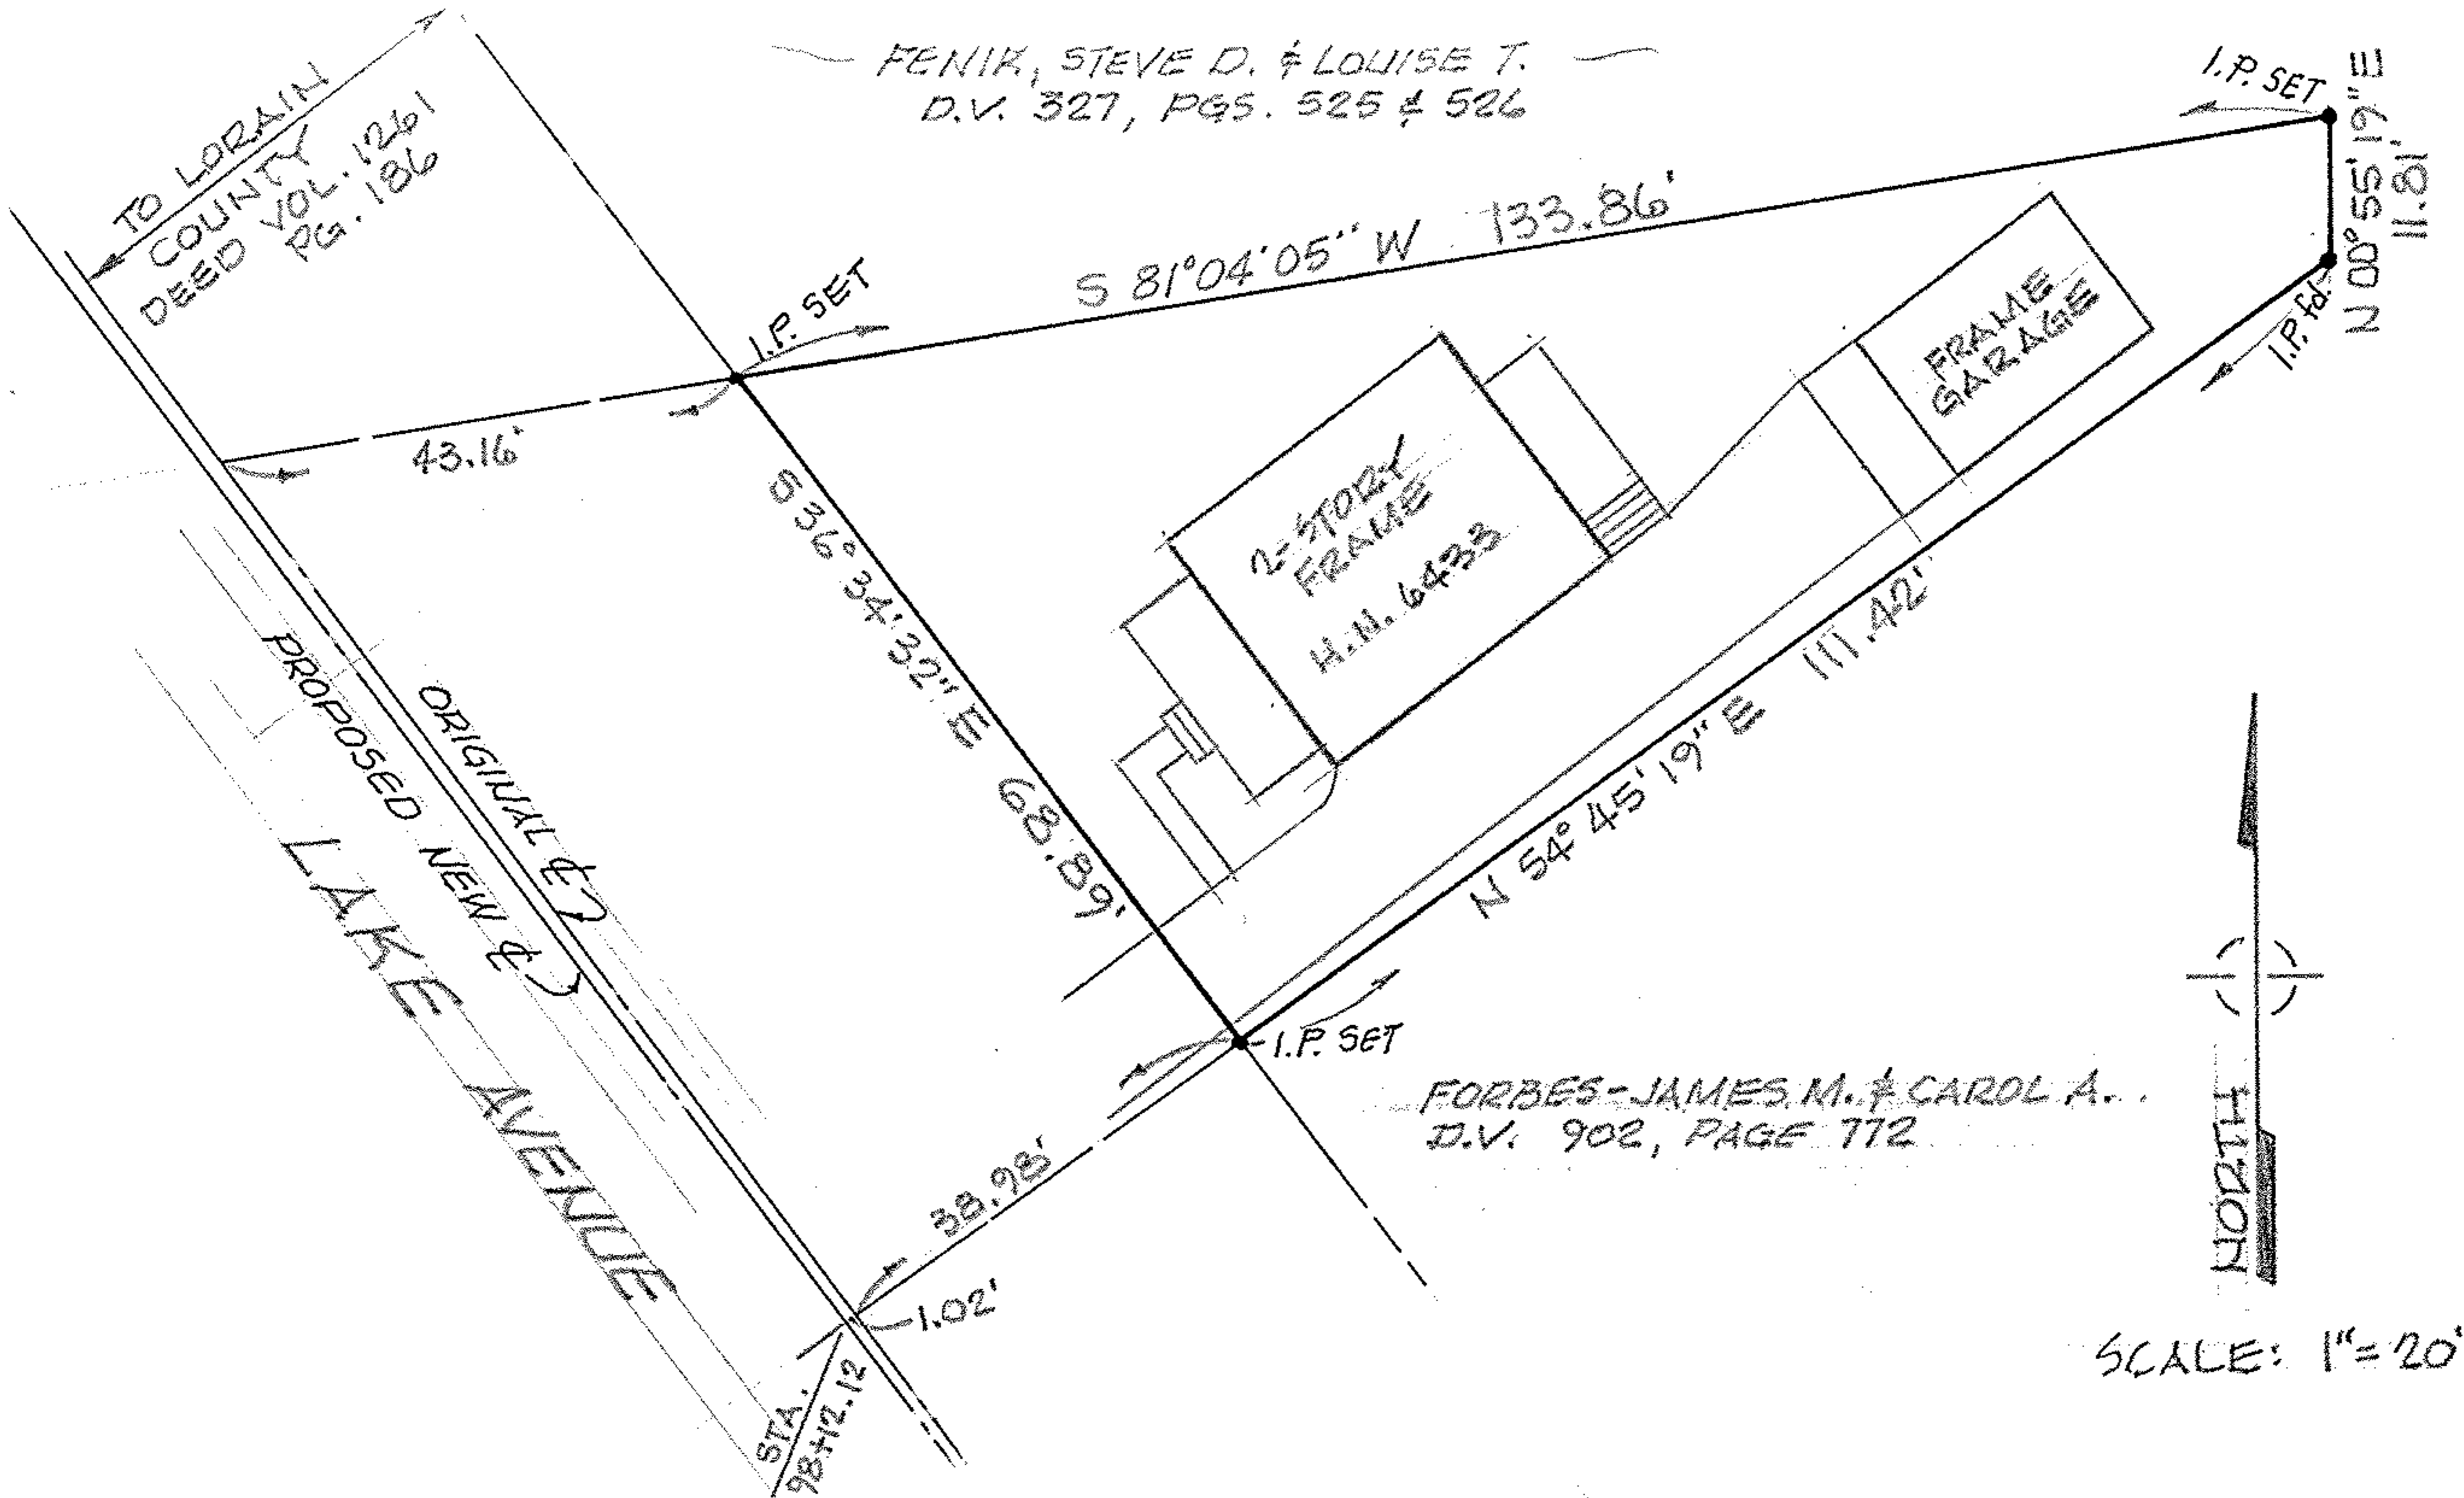 FENIK, STEVE D. & LOUISE T.
D.V. 327, PGS. 525 & 526
TO LORAIN
COUNTY
DEED VOL. 1261
PG. 186
I.P. SET
N 00° 55' 19" E
11.81'
I.P. SET
S 81° 04' 05" W 133.86'
I.P. fd.
43.16'
FRAME
GARAGE
S 36° 34' 32" E 68.89'
2-STORY
FRAME
H.N. 6433
N 54° 45' 19" E 111.42'
ORIGINAL ℄
PROPOSED NEW ℄
LAKE AVENUE
I.P. SET
FORBES-JAMES M. & CAROL A.
D.V. 902, PAGE 772
38.98'
1.02'
STA.
98+12.12
NORTH
SCALE: 1"=20'